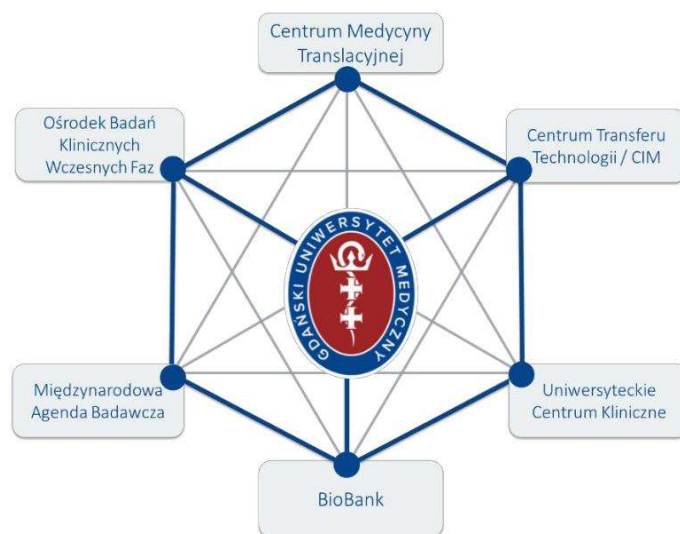 Centrum Medycyny
Translacyjnej
Ośrodek Badań
Klinicznych
Wczesnych Faz
Centrum Transferu
Technologii / CIM
GDAŃSKI UNIWERSYTET MEDYCZNY
Międzynarodowa
Agenda Badawcza
Uniwersyteckie
Centrum Kliniczne
BioBank